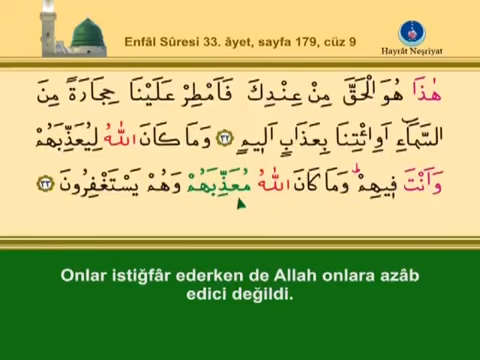 Enfâl Sûresi 33. âyet, sayfa 179, cüz 9
Hayrât Neşriyat
هٰذَا هُوَ الْحَقَّ مِنْ عِنْدِكَ فَاَمْطِرْ عَلَيْنَا حِجَارَةً مِنَ
السَّمَٓاءِ اَوِائْتِنَا بِعَذَابٍ اَل۪يمٍ ﴿٣٢﴾ وَمَا كَانَ اللّٰهُ لِيُعَذِّبَهُمْ
وَاَنْتَ ف۪يهِمْۜ وَمَا كَانَ اللّٰهُ مُعَذِّبَهُمْ وَهُمْ يَسْتَغْفِرُونَ ﴿٣٣﴾
Onlar istiğfâr ederken de Allah onlara azâb
edici değildi.